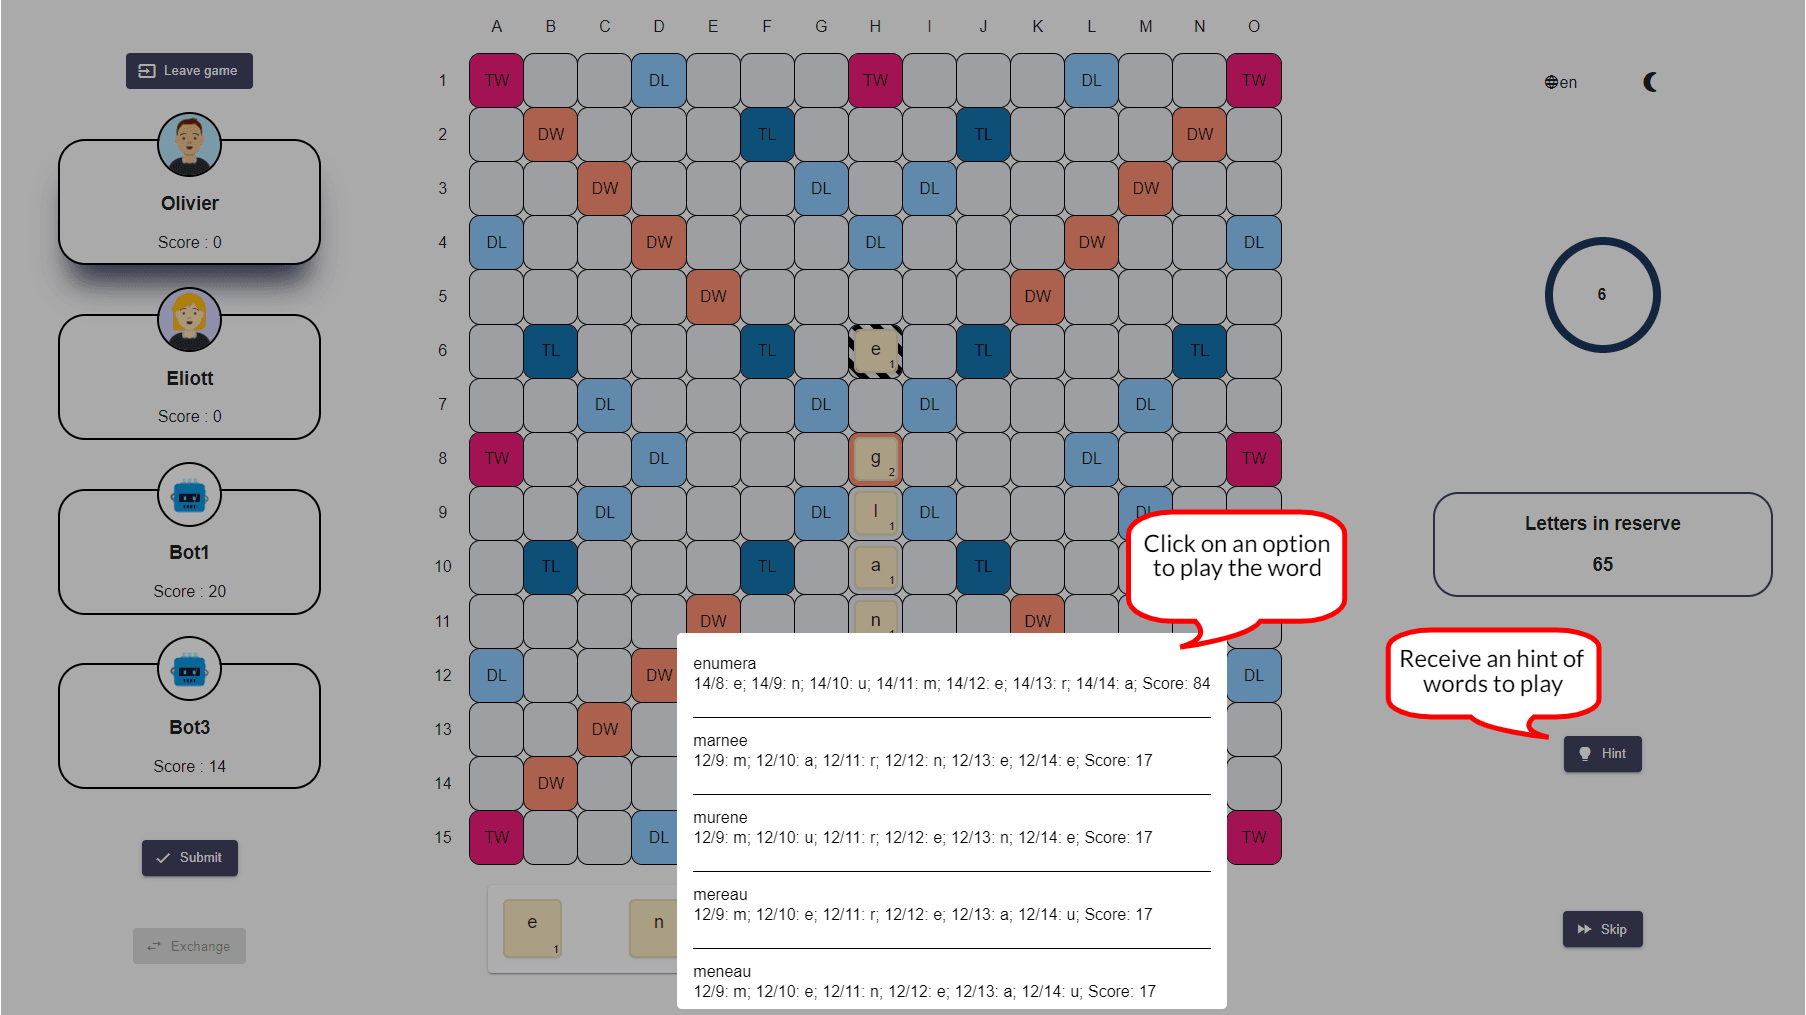 A B C D E F G H I J K L M N O
Leave game
Olivier
Score : 0
Eliott
Score : 0
Bot1
Score : 20
Bot3
Score : 14
Submit
Exchange
1 TW DL TW DL TW
2 DW TL TL DW
3 DW DL DL DW
4 DL DW DL DW DL
5 DW DW
6 TL TL e 1 TL TL
7 DL DL DL DL
8 TW DL g 2 DL TW
9 DL DL l 1 DL DL
10 TL TL a 1 TL
11 DW n DW
12 DL DW DL
13 DW
14 DW
15 TW DL TW
e 1 n
enumera
14/8: e; 14/9: n; 14/10: u; 14/11: m; 14/12: e; 14/13: r; 14/14: a; Score: 84
marnee
12/9: m; 12/10: a; 12/11: r; 12/12: n; 12/13: e; 12/14: e; Score: 17
murene
12/9: m; 12/10: u; 12/11: r; 12/12: e; 12/13: n; 12/14: e; Score: 17
mereau
12/9: m; 12/10: e; 12/11: r; 12/12: e; 12/13: a; 12/14: u; Score: 17
meneau
12/9: m; 12/10: e; 12/11: n; 12/12: e; 12/13: a; 12/14: u; Score: 17
Click on an option
to play the word
en
6
Letters in reserve
65
Receive an hint of
words to play
Hint
Skip